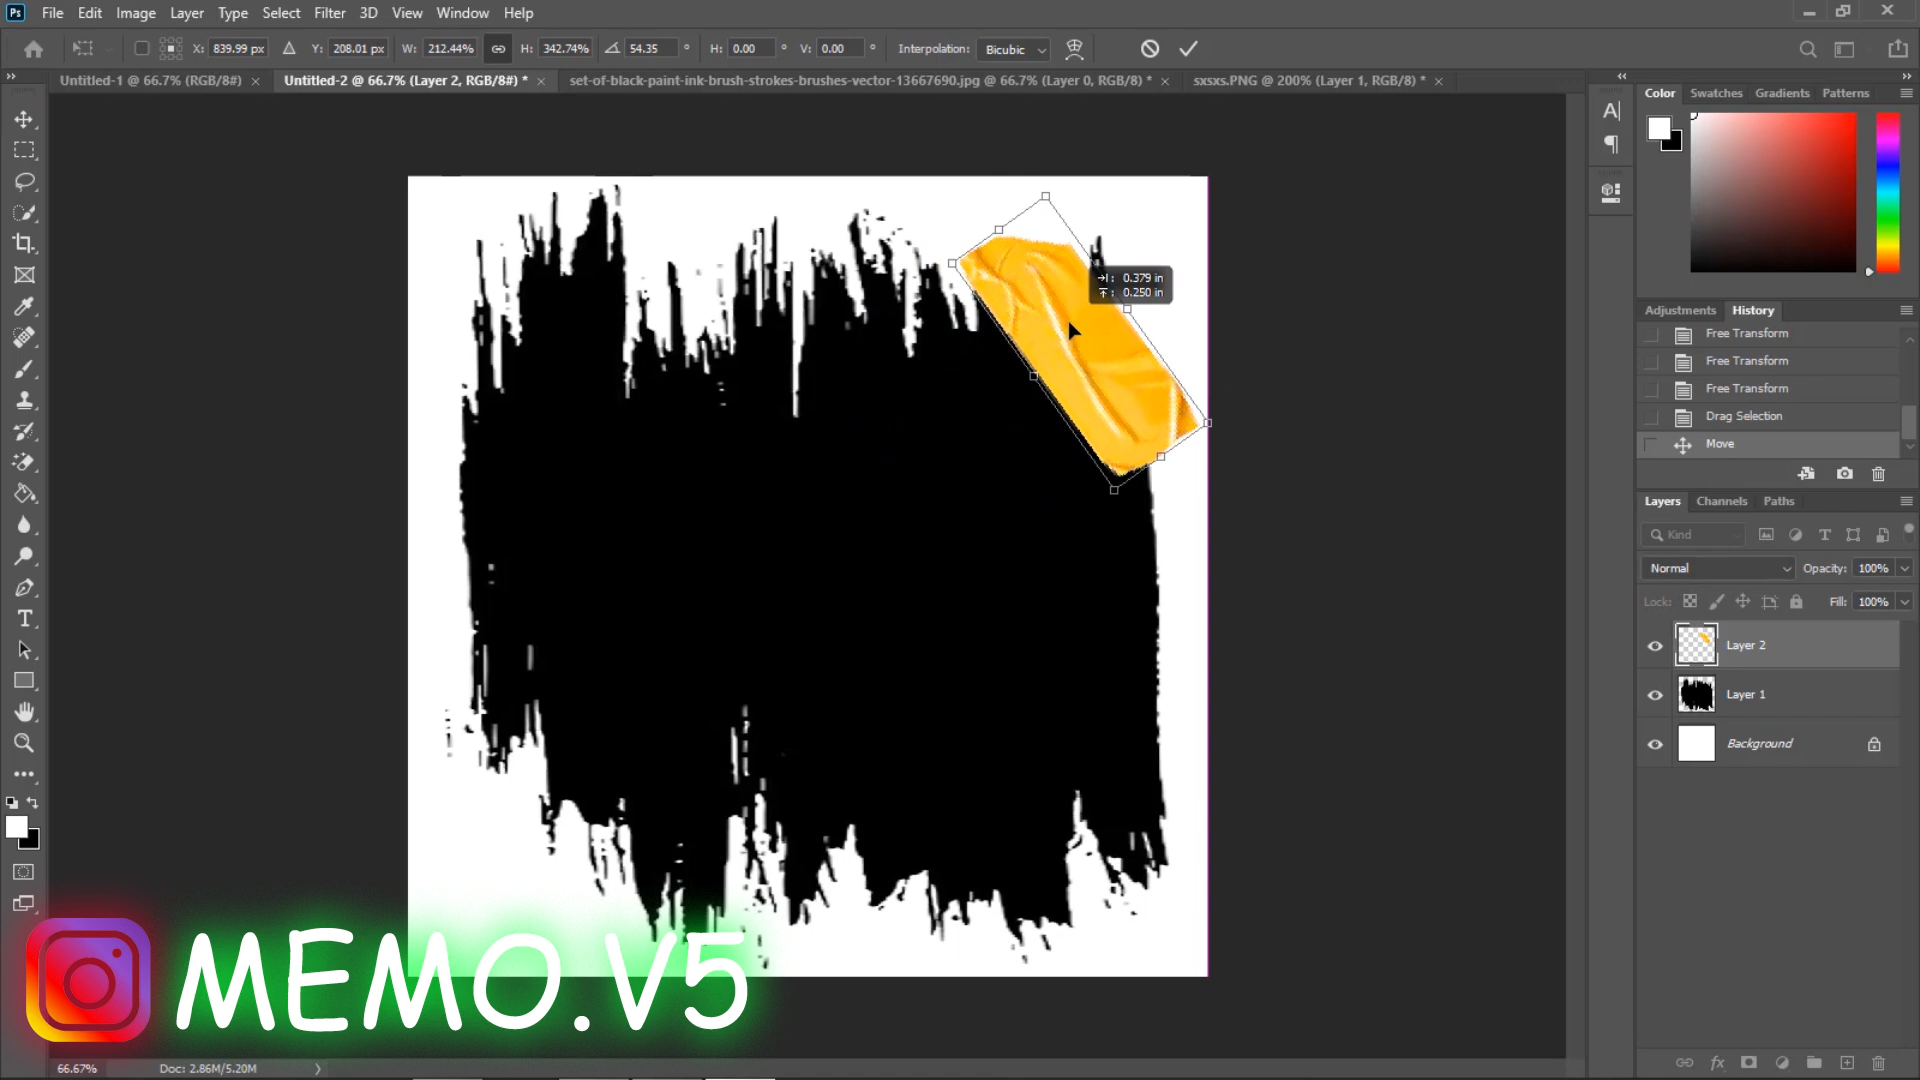 Ps File Edit Image Layer Type Select Filter 3D View Window Help
X: 839.99 px Y: 208.01 px W: 212.44% H: 342.74% 54.35 ° H: 0.00 ° V: 0.00 ° Interpolation: Bicubic
Untitled-1 @ 66.7% (RGB/8#) × Untitled-2 @ 66.7% (Layer 2, RGB/8#) * × set-of-black-paint-ink-brush-strokes-brushes-vector-13667690.jpg @ 66.7% (Layer 0, RGB/8) * × sxsxs.PNG @ 200% (Layer 1, RGB/8) * ×
Color Swatches Gradients Patterns
0.379 in
0.250 in
Adjustments History
Free Transform
Free Transform
Free Transform
Drag Selection
Move
Layers Channels Paths
Kind
Normal Opacity: 100%
Lock: Fill: 100%
Layer 2
Layer 1
Background
MEMO.V5
66.67% Doc: 2.86M/5.20M
fx